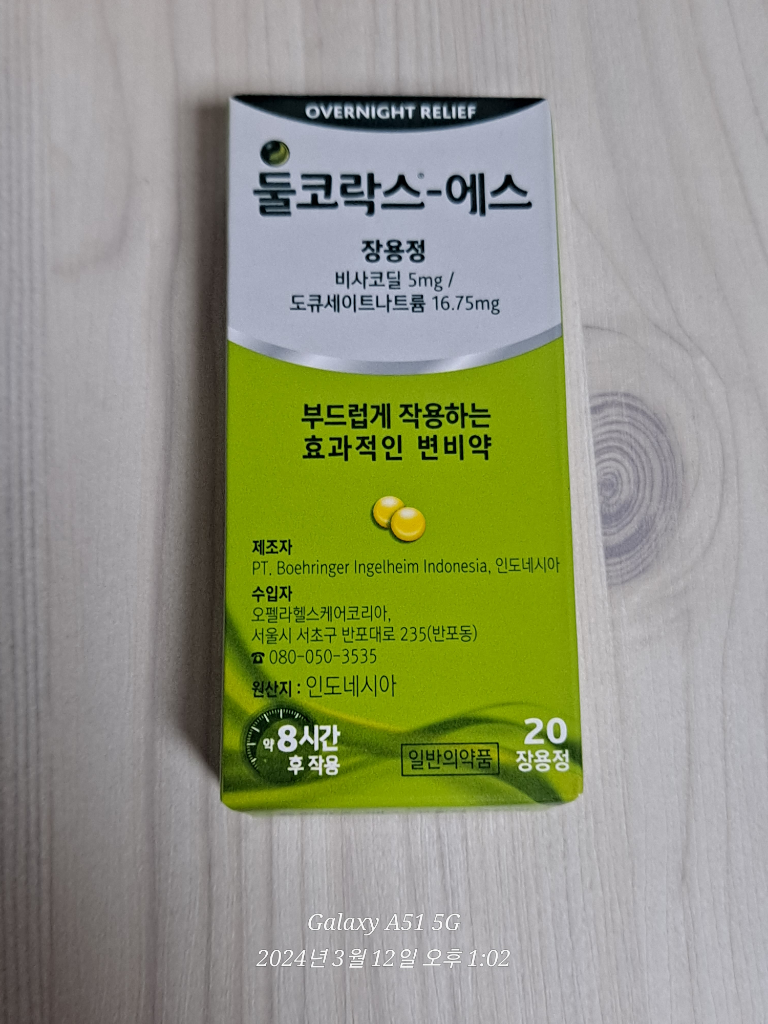 OVERNIGHT RELIEF
둘코락스®-에스
장용정
비사코딜 5mg /
도큐세이트나트륨 16.75mg
부드럽게 작용하는
효과적인 변비약
제조자
PT. Boehringer Ingelheim Indonesia, 인도네시아
수입자
오펠라헬스케어코리아,
서울시 서초구 반포대로 235(반포동)
☎ 080-050-3535
원산지 : 인도네시아
약 8시간
후 작용
일반의약품
20
장용정
Galaxy A51 5G
2024년 3월 12일 오후 1:02